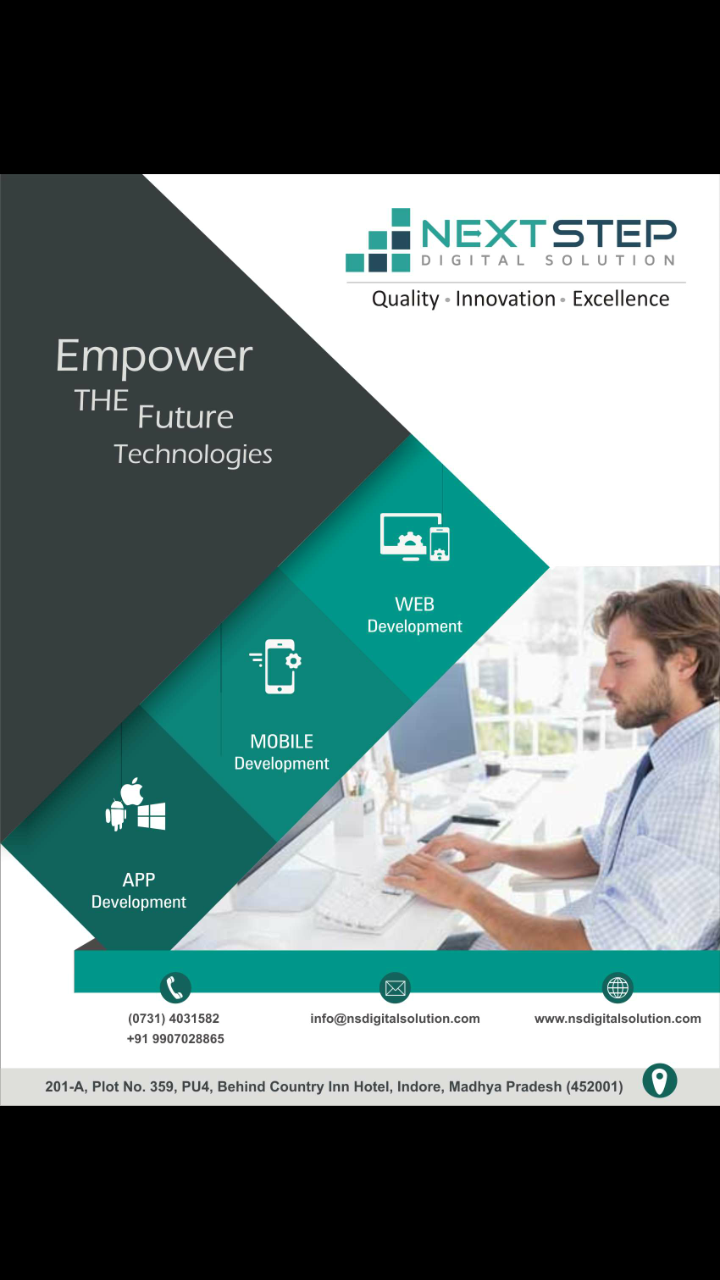 NEXTSTEP
DIGITAL SOLUTION
Quality • Innovation • Excellence
Empower
THE Future
Technologies
WEB
Development
MOBILE
Development
APP
Development
(0731) 4031582
+91 9907028865
info@nsdigitalsolution.com
www.nsdigitalsolution.com
201-A, Plot No. 359, PU4, Behind Country Inn Hotel, Indore, Madhya Pradesh (452001)